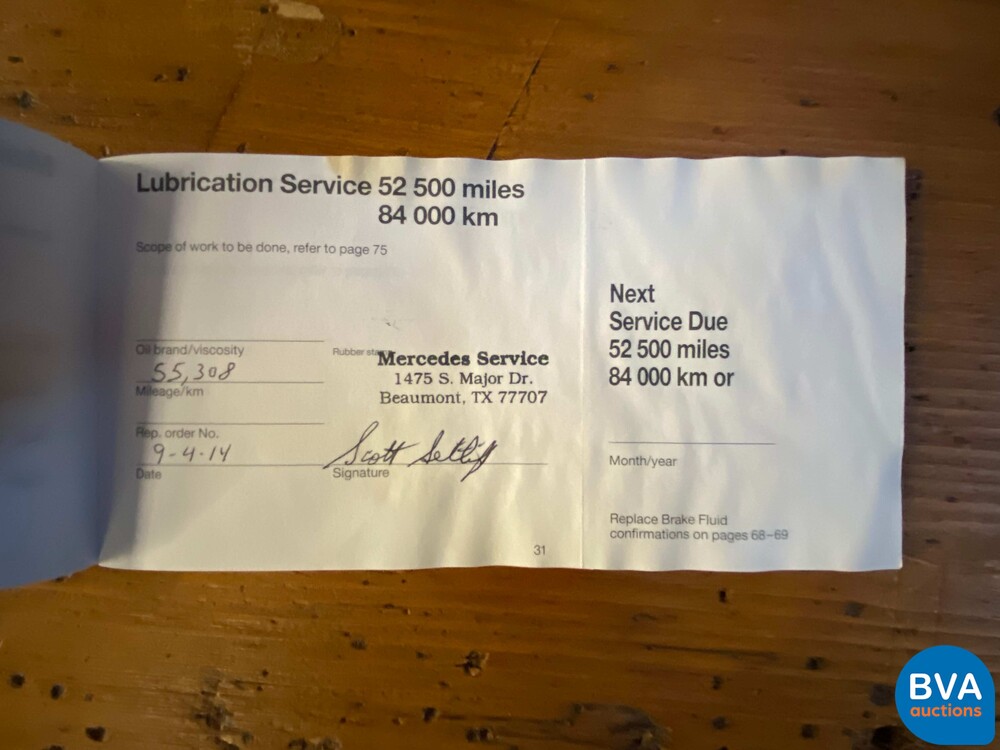 Lubrication Service 52 500 miles
84 000 km
Scope of work to be done, refer to page 75
Oil brand/viscosity
55,308
Mileage/km
Rep. order No.
9-4-14
Date
Rubber stamp
Mercedes Service
1475 S. Major Dr.
Beaumont, TX 77707
Scott
Signature
31
Next
Service Due
52 500 miles
84 000 km or
Month/year
Replace Brake Fluid
confirmations on pages 68–69
BVA
auctions